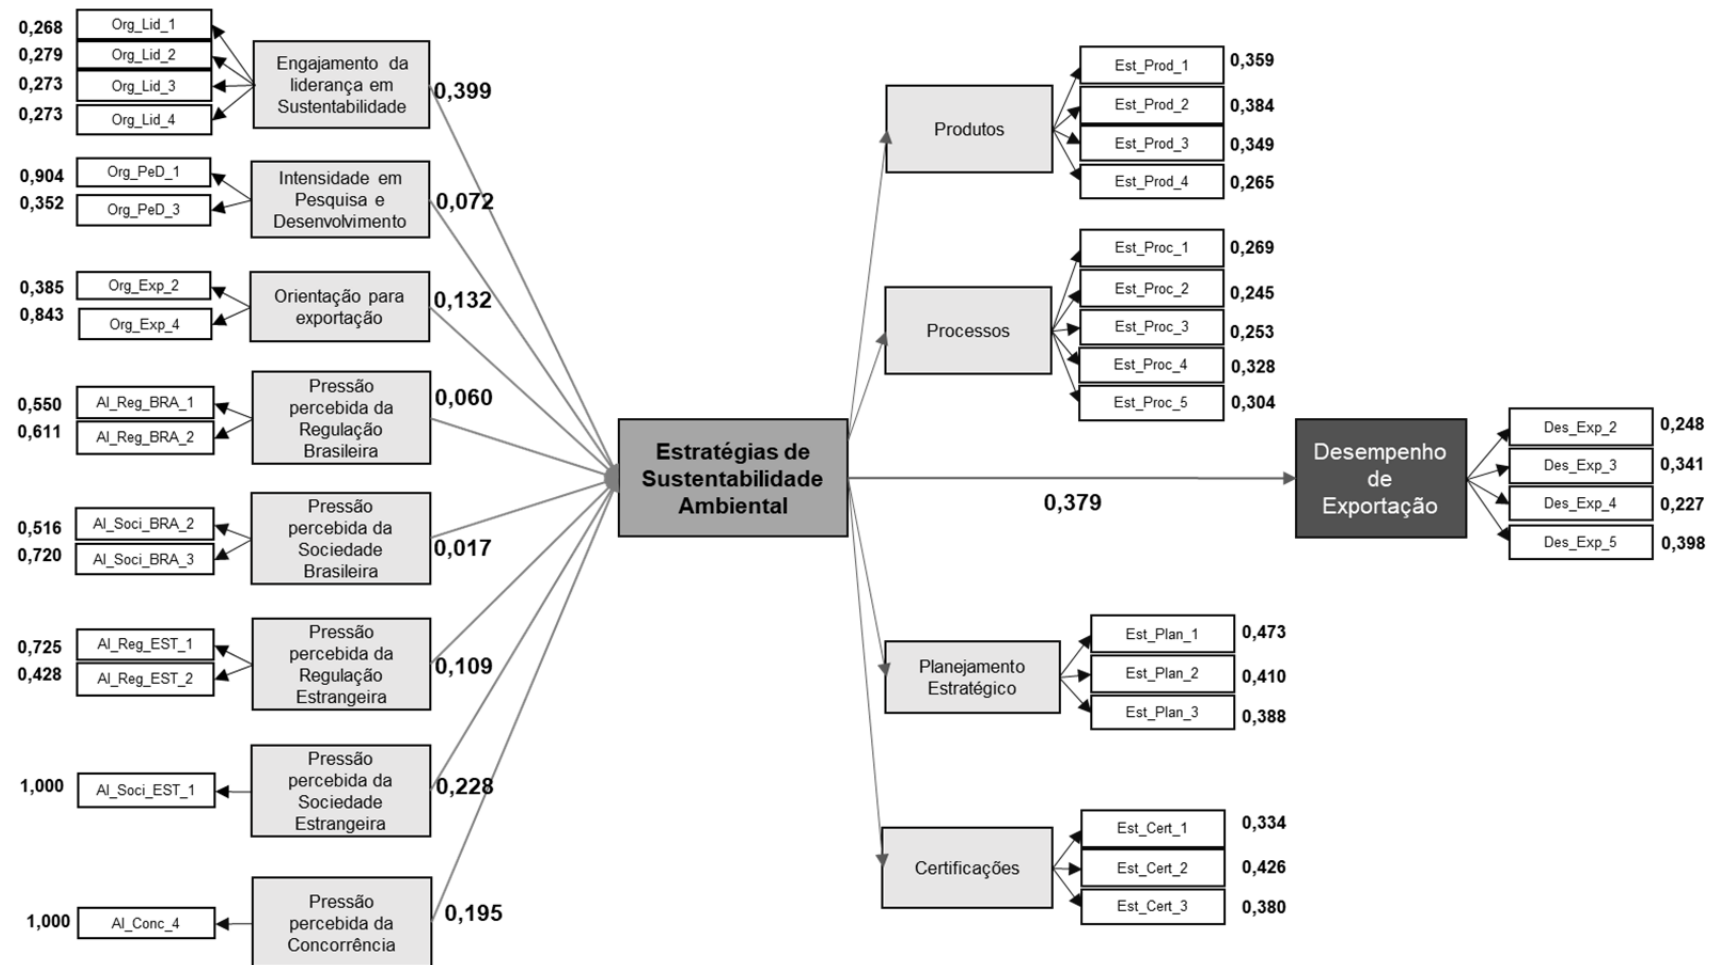 0,268
Org_Lid_1
0,279
Org_Lid_2
0,273
Org_Lid_3
0,273
Org_Lid_4
Engajamento da
liderança em
Sustentabilidade
0,399
0,904
Org_PeD_1
0,352
Org_PeD_3
Intensidade em
Pesquisa e
Desenvolvimento
0,072
0,385
Org_Exp_2
0,843
Org_Exp_4
Orientação para
exportação
0,132
0,550
AI_Reg_BRA_1
0,611
AI_Reg_BRA_2
Pressão
percebida da
Regulação
Brasileira
0,060
0,516
AI_Soci_BRA_2
0,720
AI_Soci_BRA_3
Pressão
percebida da
Sociedade
Brasileira
0,017
0,725
AI_Reg_EST_1
0,428
AI_Reg_EST_2
Pressão
percebida da
Regulação
Estrangeira
0,109
1,000
AI_Soci_EST_1
Pressão
percebida da
Sociedade
Estrangeira
0,228
1,000
AI_Conc_4
Pressão
percebida da
Concorrência
0,195
Estratégias de
Sustentabilidade
Ambiental
Produtos
Est_Prod_1
0,359
Est_Prod_2
0,384
Est_Prod_3
0,349
Est_Prod_4
0,265
Processos
Est_Proc_1
0,269
Est_Proc_2
0,245
Est_Proc_3
0,253
Est_Proc_4
0,328
Est_Proc_5
0,304
0,379
Desempenho
de
Exportação
Des_Exp_2
0,248
Des_Exp_3
0,341
Des_Exp_4
0,227
Des_Exp_5
0,398
Planejamento
Estratégico
Est_Plan_1
0,473
Est_Plan_2
0,410
Est_Plan_3
0,388
Certificações
Est_Cert_1
0,334
Est_Cert_2
0,426
Est_Cert_3
0,380